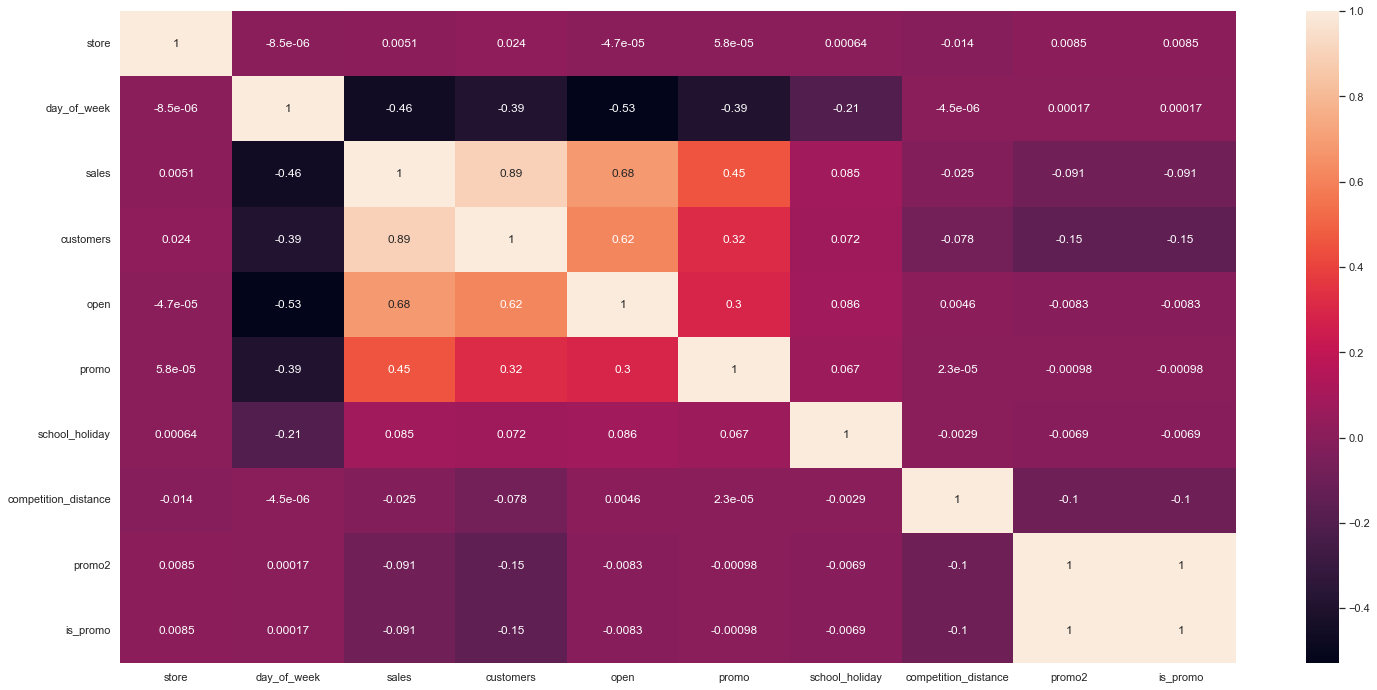 store 1 -8.5e-06 0.0051 0.024 -4.7e-05 5.8e-05 0.00064 -0.014 0.0085 0.0085
day_of_week -8.5e-06 1 -0.46 -0.39 -0.53 -0.39 -0.21 -4.5e-06 0.00017 0.00017
sales 0.0051 -0.46 1 0.89 0.68 0.45 0.085 -0.025 -0.091 -0.091
customers 0.024 -0.39 0.89 1 0.62 0.32 0.072 -0.078 -0.15 -0.15
open -4.7e-05 -0.53 0.68 0.62 1 0.3 0.086 0.0046 -0.0083 -0.0083
promo 5.8e-05 -0.39 0.45 0.32 0.3 1 0.067 2.3e-05 -0.00098 -0.00098
school_holiday 0.00064 -0.21 0.085 0.072 0.086 0.067 1 -0.0029 -0.0069 -0.0069
competition_distance -0.014 -4.5e-06 -0.025 -0.078 0.0046 2.3e-05 -0.0029 1 -0.1 -0.1
promo2 0.0085 0.00017 -0.091 -0.15 -0.0083 -0.00098 -0.0069 -0.1 1 1
is_promo 0.0085 0.00017 -0.091 -0.15 -0.0083 -0.00098 -0.0069 -0.1 1 1
store day_of_week sales customers open promo school_holiday competition_distance promo2 is_promo
1.0
0.8
0.6
0.4
0.2
0.0
−0.2
−0.4